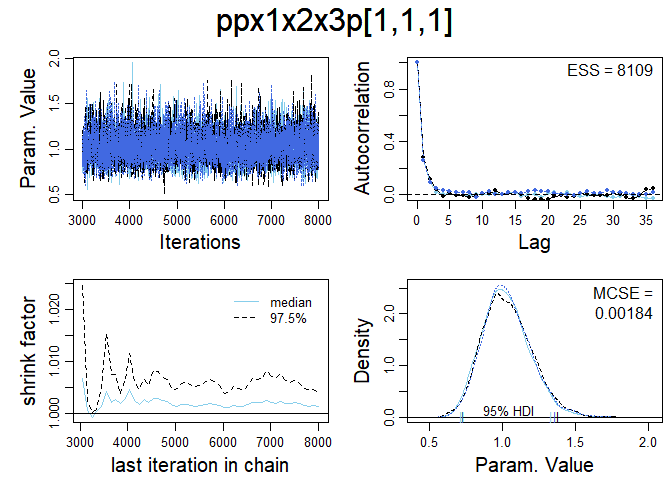 ppx1x2x3p[1,1,1]
Param. Value
0.5 1.0 1.5 2.0
3000 4000 5000 6000 7000 8000
Iterations
Autocorrelation
0.0 0.4 0.8
ESS = 8109
0 5 10 15 20 25 30 35
Lag
shrink factor
1.000 1.010 1.020
median
97.5%
3000 4000 5000 6000 7000 8000
last iteration in chain
Density
0.0 1.0 2.0
MCSE =
0.00184
95% HDI
0.5 1.0 1.5 2.0
Param. Value